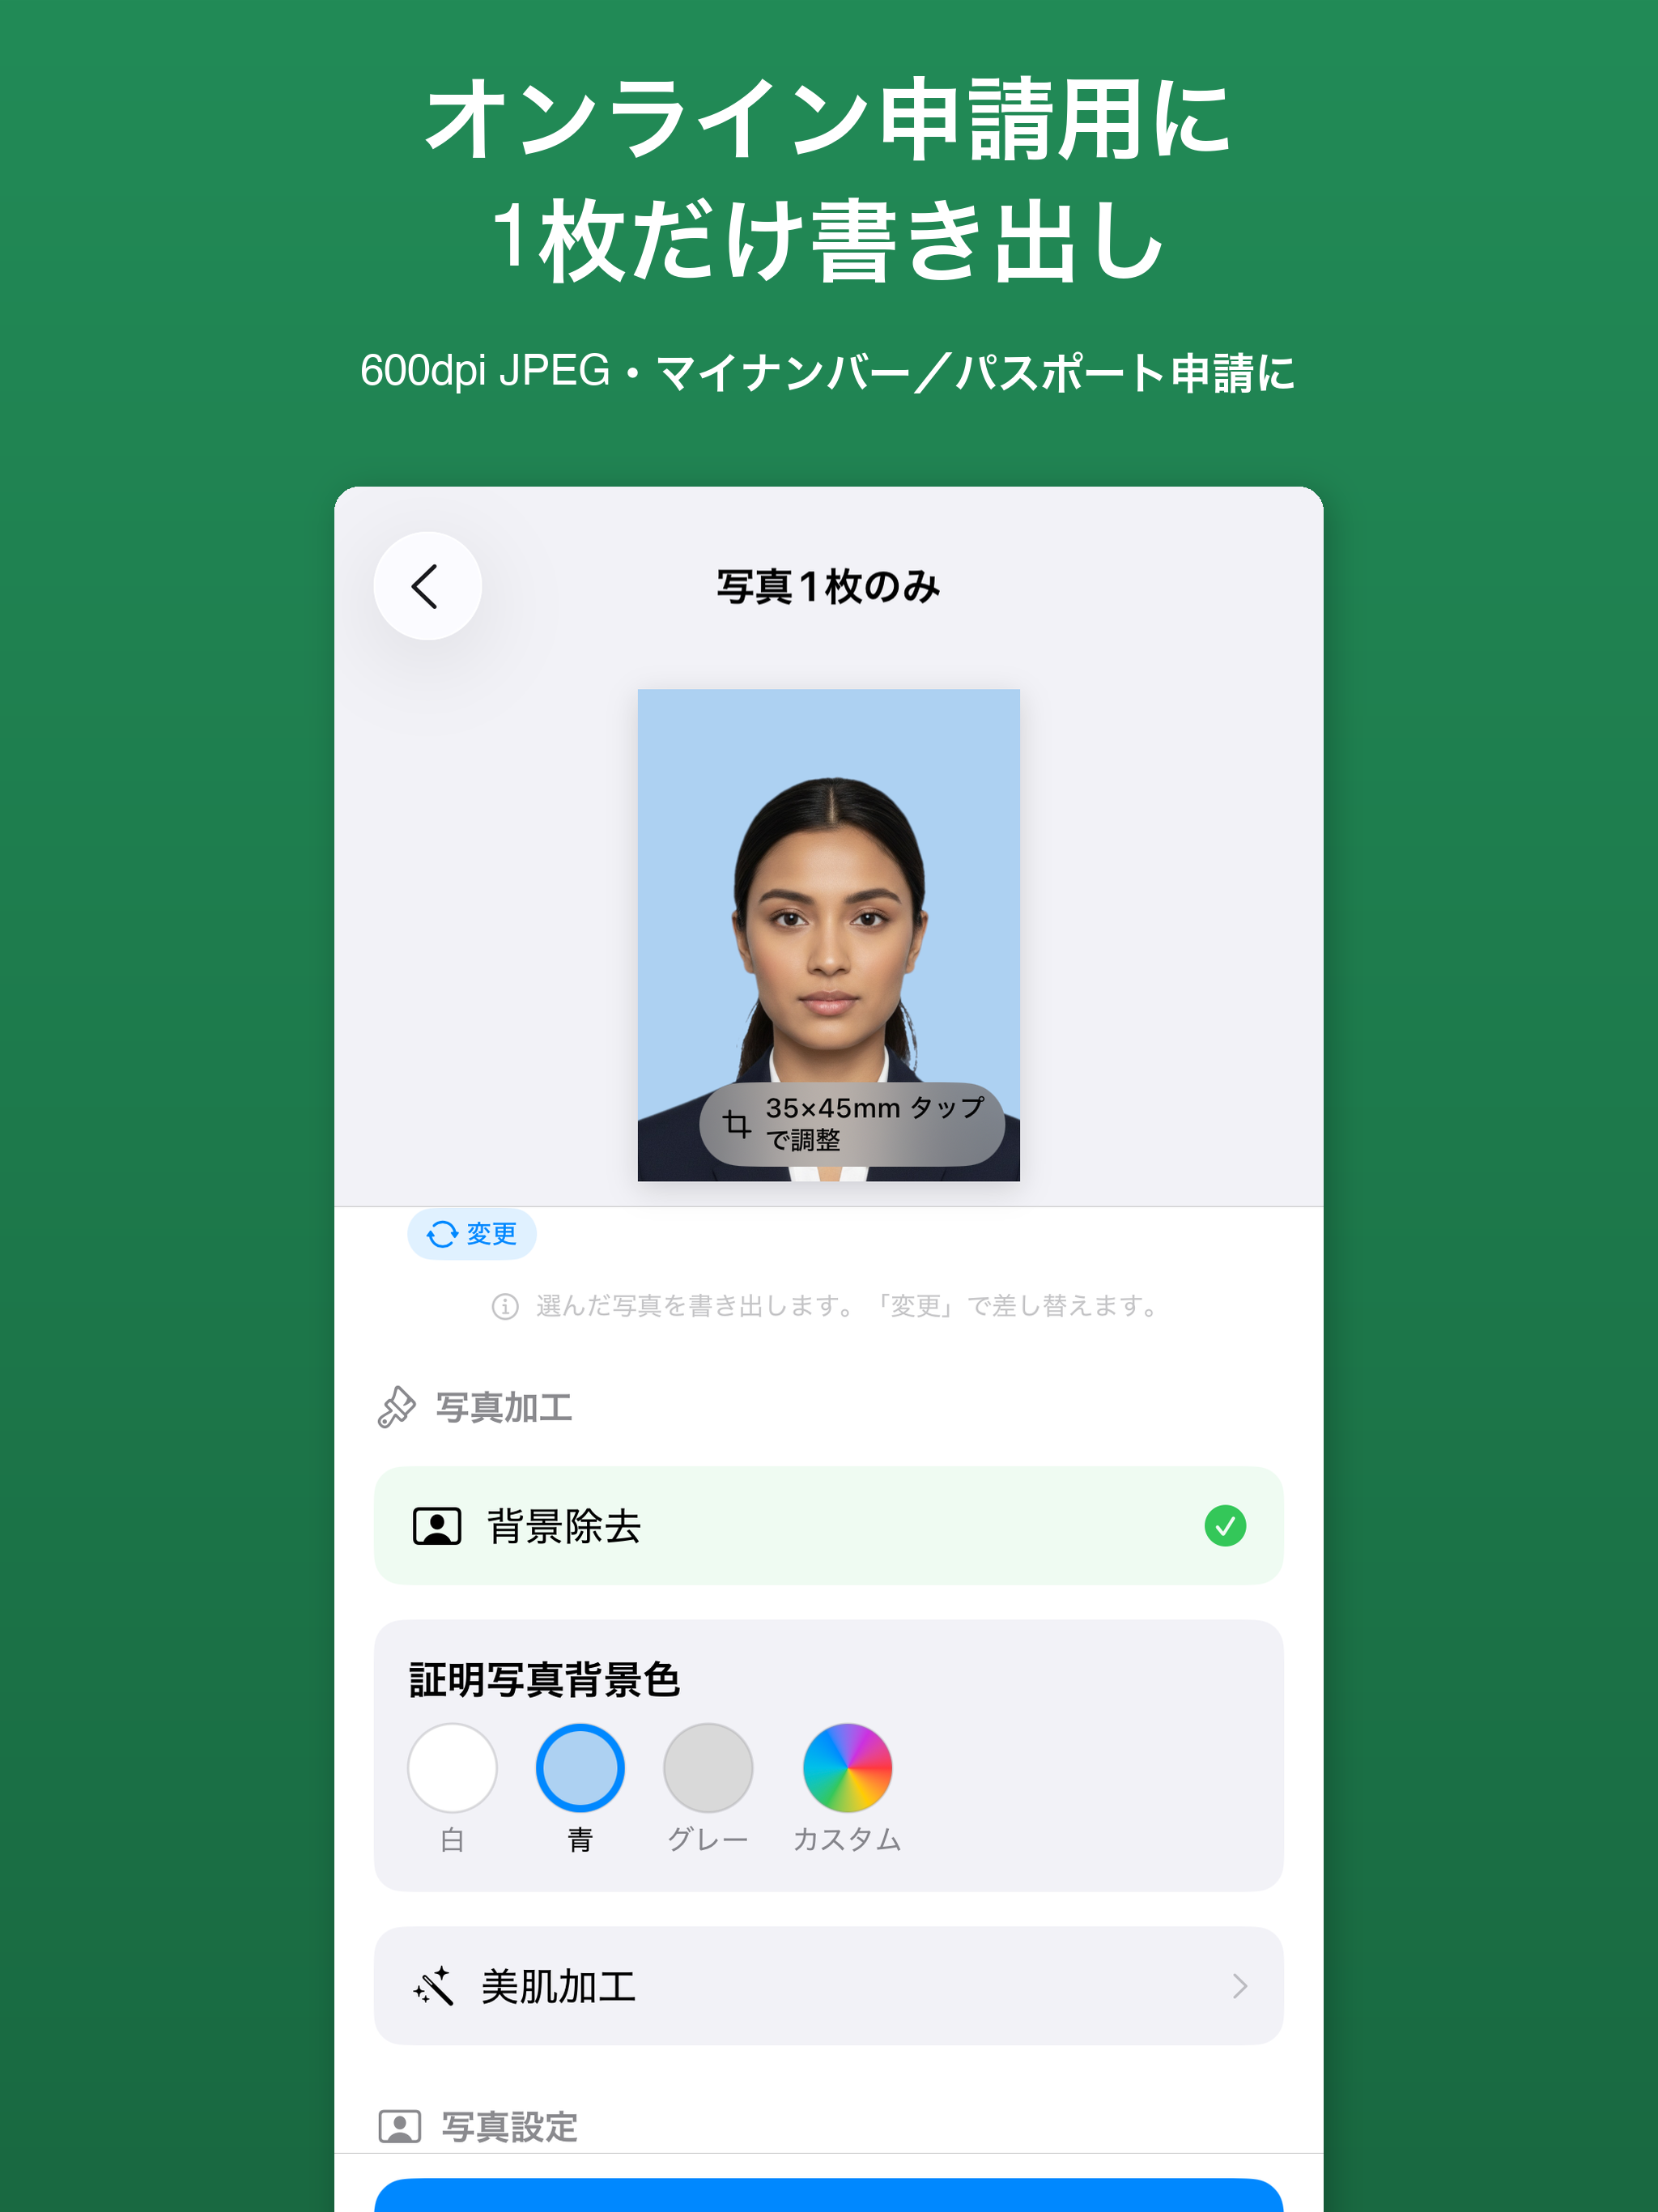 オンライン申請用に
1枚だけ書き出し
600dpi JPEG・マイナンバー／パスポート申請に
写真1枚のみ
35×45mm タップ
で調整
変更
選んだ写真を書き出します。「変更」で差し替えます。
写真加工
背景除去
証明写真背景色
白 青 グレー カスタム
美肌加工
写真設定